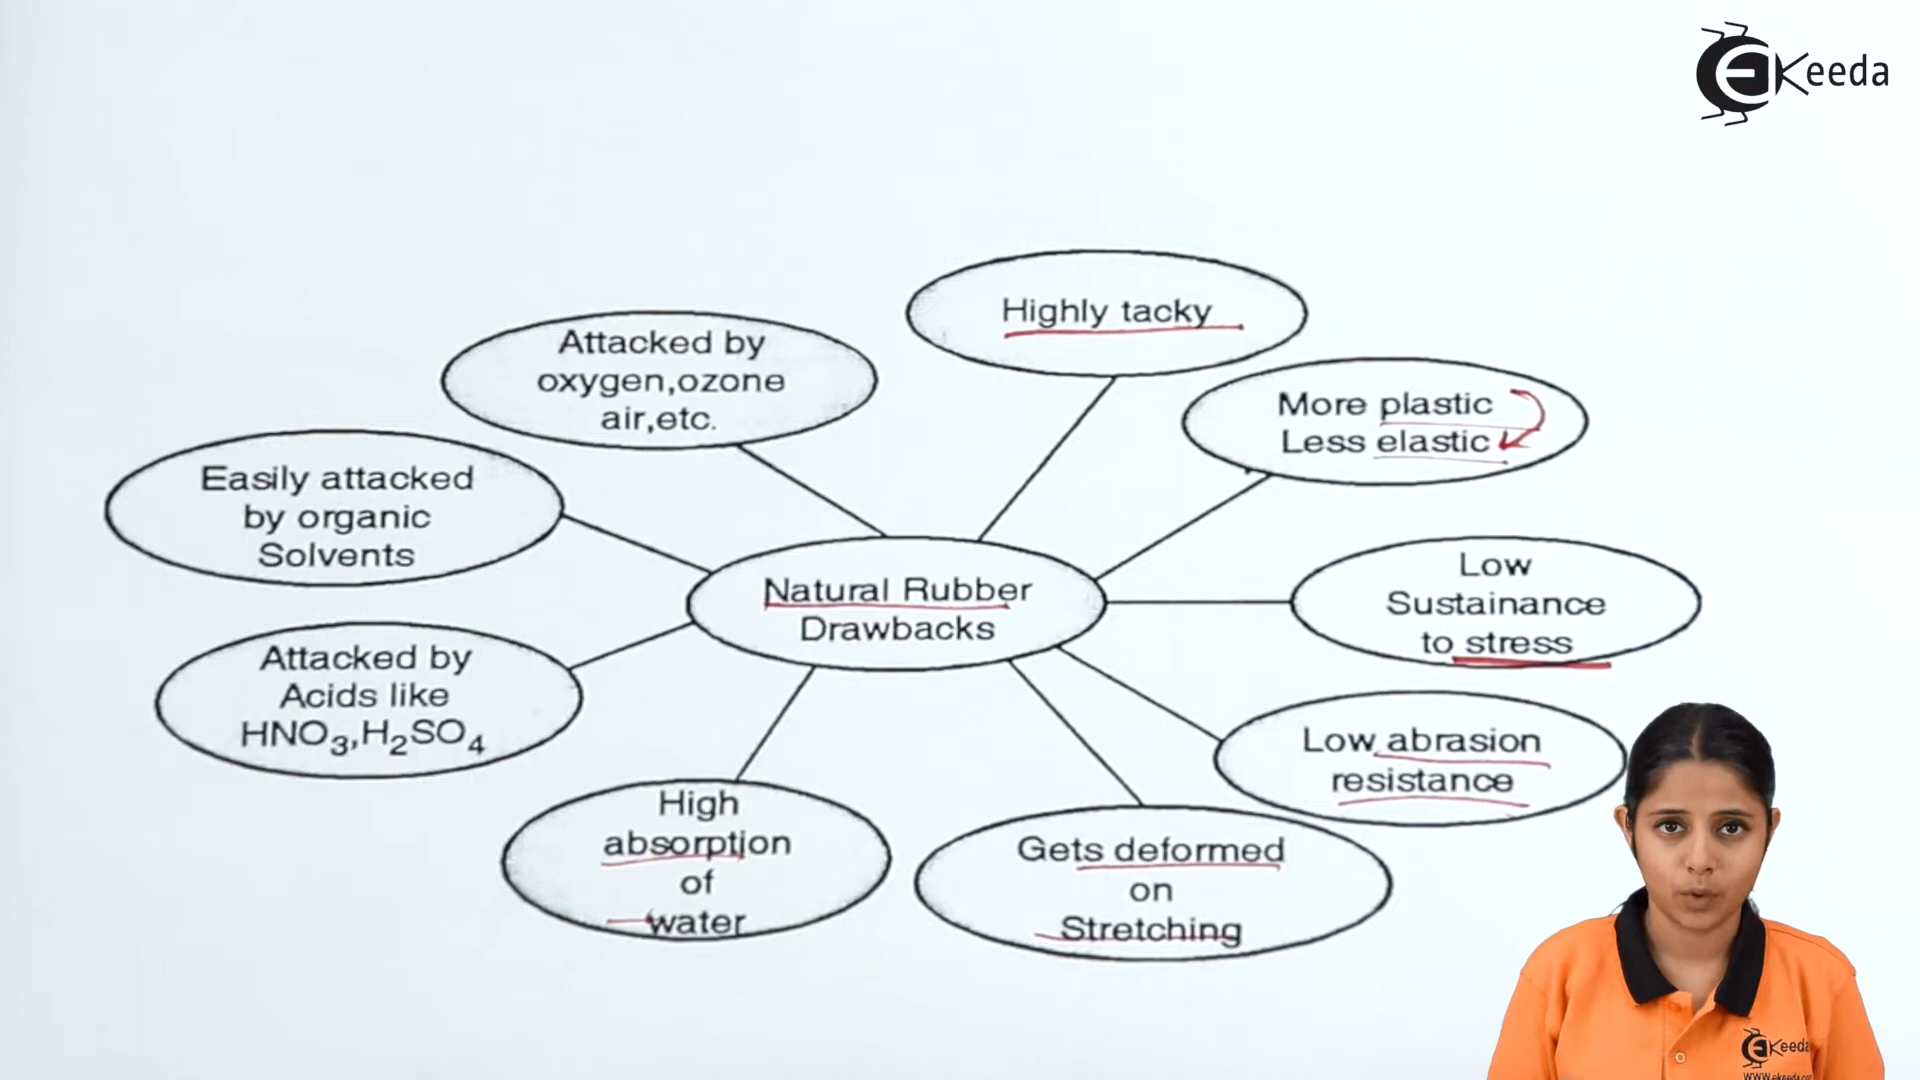 EKeeda
Highly tacky
Attacked by
oxygen,ozone
air,etc.
More plastic
Less elastic
Easily attacked
by organic
Solvents
Natural Rubber
Drawbacks
Low
Sustainance
to stress
Attacked by
Acids like
HNO₃,H₂SO₄
Low abrasion
resistance
High
absorption
of
water
Gets deformed
on
Stretching
EKeeda